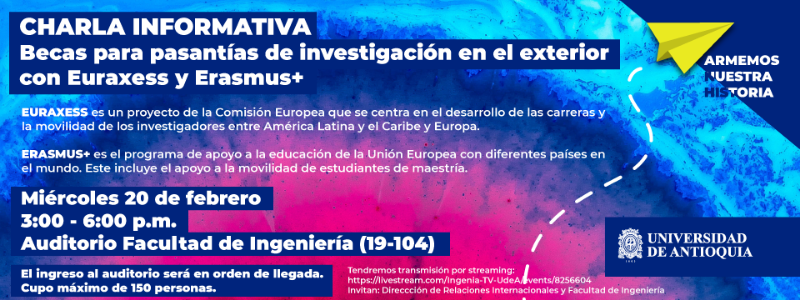 CHARLA INFORMATIVA
Becas para pasantías de investigación en el exterior
con Euraxess y Erasmus+
ARMEMOS
NUESTRA
HISTORIA
EURAXESS es un proyecto de la Comisión Europea que se centra en el desarrollo de las carreras y
la movilidad de los investigadores entre América Latina y el Caribe y Europa.
ERASMUS+ es el programa de apoyo a la educación de la Unión Europea con diferentes países en
el mundo. Este incluye el apoyo a la movilidad de estudiantes de maestría.
Miércoles 20 de febrero
3:00 - 6:00 p.m.
Auditorio Facultad de Ingeniería (19-104)
El ingreso al auditorio será en orden de llegada.
Cupo máximo de 150 personas.
Tendremos transmisión por streaming:
https://livestream.com/Ingenia-TV-UdeA/events/8256604
Invitan: Direccción de Relaciones Internacionales y Facultad de Ingeniería
UNIVERSIDAD
DE ANTIOQUIA